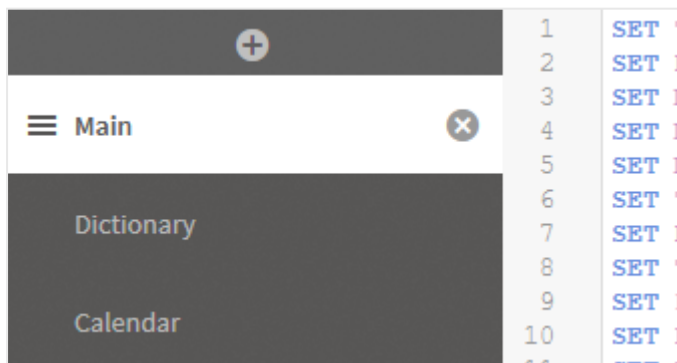 Main
Dictionary
Calendar
1 SET
2 SET
3 SET
4 SET
5 SET
6 SET
7 SET
8 SET
9 SET
10 SET